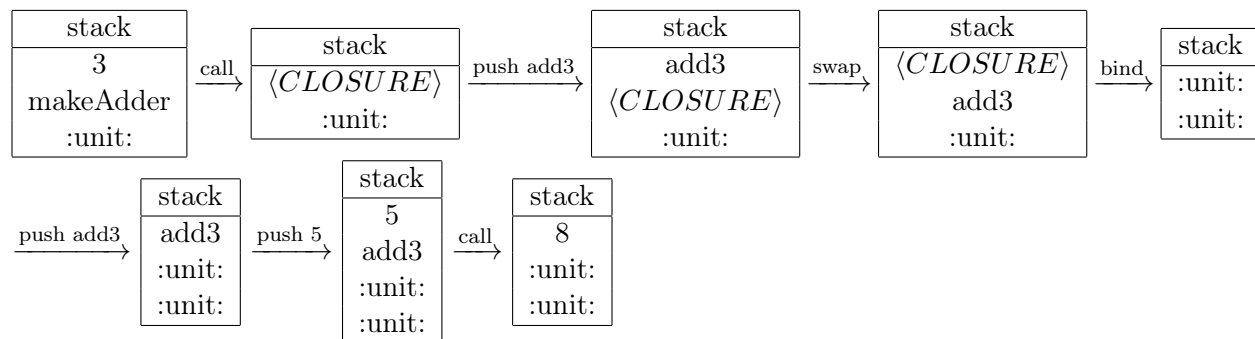 stack
3
makeAdder
:unit:
call
stack
⟨CLOSURE⟩
:unit:
push add3
stack
add3
⟨CLOSURE⟩
:unit:
swap
stack
⟨CLOSURE⟩
add3
:unit:
bind
stack
:unit:
:unit:
push add3
stack
add3
:unit:
:unit:
push 5
stack
5
add3
:unit:
:unit:
call
stack
8
:unit:
:unit: